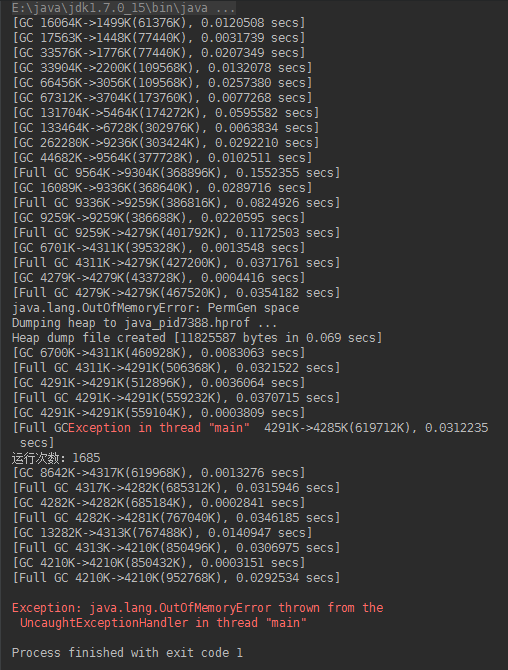 E:\java\jdk1.7.0_15\bin\java ...
[GC 16064K->1499K(61376K), 0.0120508 secs]
[GC 17563K->1448K(77440K), 0.0031739 secs]
[GC 33576K->1776K(77440K), 0.0207349 secs]
[GC 33904K->2200K(109568K), 0.0132078 secs]
[GC 66456K->3056K(109568K), 0.0257380 secs]
[GC 67312K->3704K(173760K), 0.0077268 secs]
[GC 131704K->5464K(174272K), 0.0595582 secs]
[GC 133464K->6728K(302976K), 0.0063834 secs]
[GC 262280K->9236K(303424K), 0.0292210 secs]
[GC 44682K->9564K(377728K), 0.0102511 secs]
[Full GC 9564K->9304K(368896K), 0.1552355 secs]
[GC 16089K->9336K(368640K), 0.0289716 secs]
[Full GC 9336K->9259K(386816K), 0.0824926 secs]
[GC 9259K->9259K(386688K), 0.0220595 secs]
[Full GC 9259K->4279K(401792K), 0.1172503 secs]
[GC 6701K->4311K(395328K), 0.0013548 secs]
[Full GC 4311K->4279K(427200K), 0.0371761 secs]
[GC 4279K->4279K(433728K), 0.0004416 secs]
[Full GC 4279K->4279K(467520K), 0.0354182 secs]
java.lang.OutOfMemoryError: PermGen space
Dumping heap to java_pid7388.hprof ...
Heap dump file created [11825587 bytes in 0.069 secs]
[GC 6700K->4311K(460928K), 0.0083063 secs]
[Full GC 4311K->4291K(506368K), 0.0321522 secs]
[GC 4291K->4291K(512896K), 0.0036064 secs]
[Full GC 4291K->4291K(559232K), 0.0370715 secs]
[GC 4291K->4291K(559104K), 0.0003809 secs]
[Full GCException in thread "main"  4291K->4285K(619712K), 0.0312235
secs]
运行次数: 1685
[GC 8642K->4317K(619968K), 0.0013276 secs]
[Full GC 4317K->4282K(685312K), 0.0315946 secs]
[GC 4282K->4282K(685184K), 0.0002841 secs]
[Full GC 4282K->4281K(767040K), 0.0346185 secs]
[GC 13282K->4313K(767488K), 0.0140947 secs]
[Full GC 4313K->4210K(850496K), 0.0306975 secs]
[GC 4210K->4210K(850432K), 0.0003151 secs]
[Full GC 4210K->4210K(952768K), 0.0292534 secs]
Exception: java.lang.OutOfMemoryError thrown from the
UncaughtExceptionHandler in thread "main"
Process finished with exit code 1